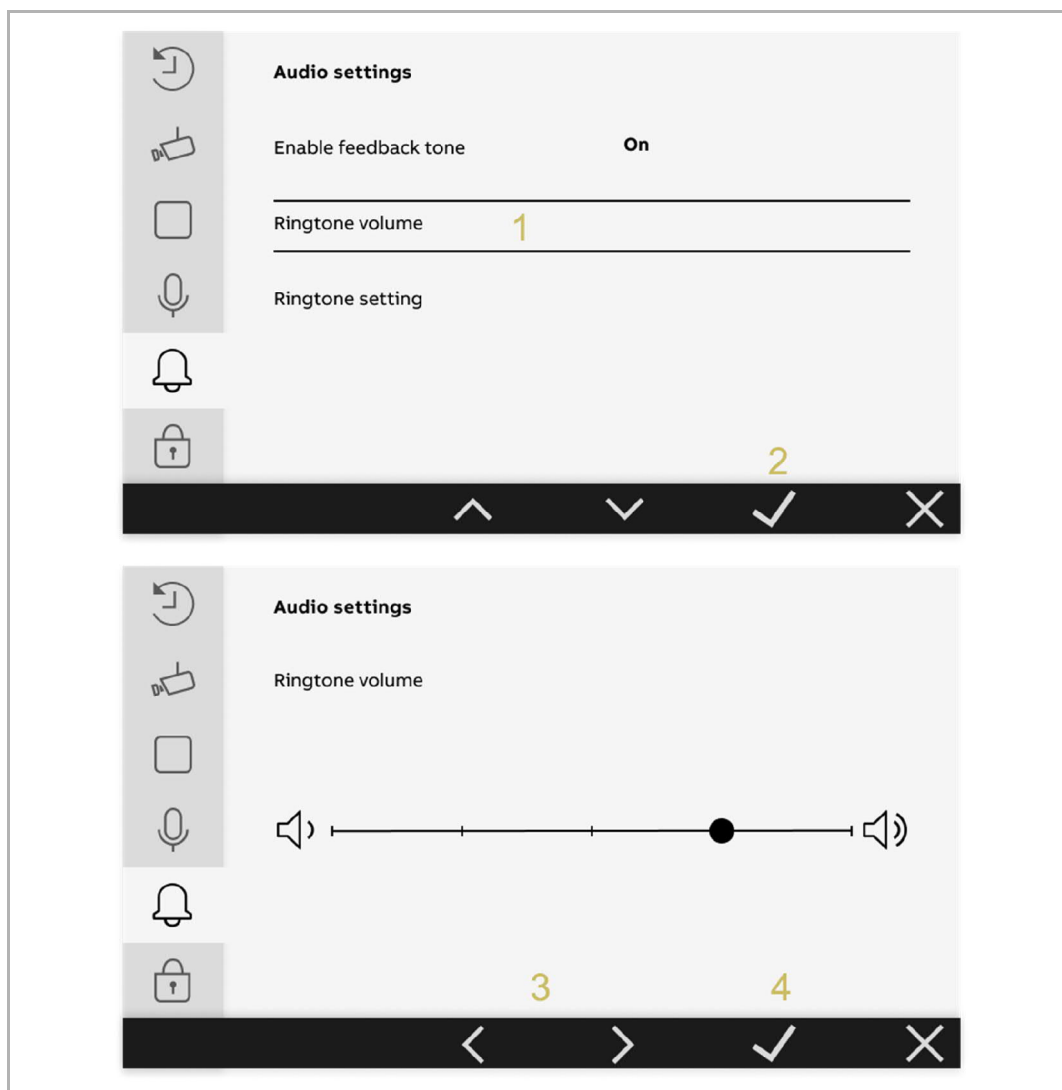 Audio settings
Enable feedback tone On
Ringtone volume 1
Ringtone setting
2
Audio settings
Ringtone volume
3 4